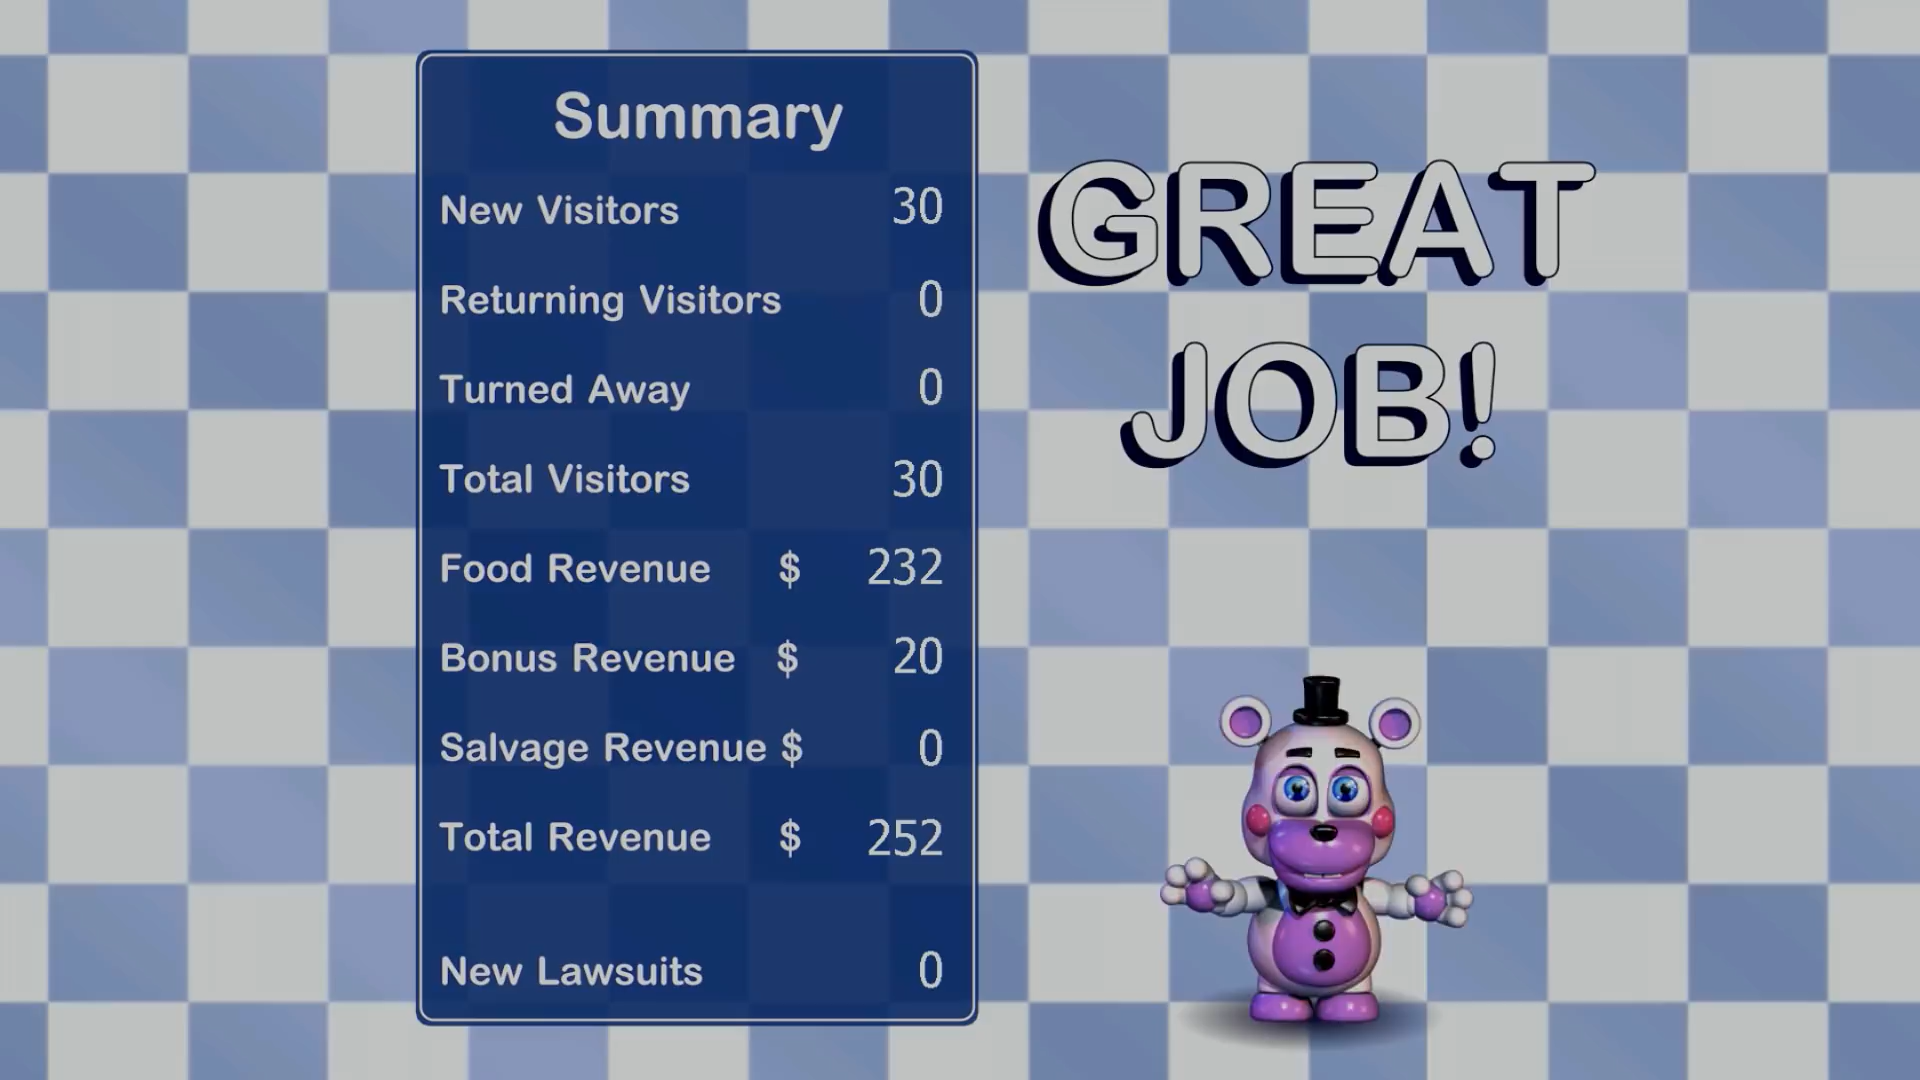 Summary
New Visitors 30
Returning Visitors 0
Turned Away 0
Total Visitors 30
Food Revenue $ 232
Bonus Revenue $ 20
Salvage Revenue $ 0
Total Revenue $ 252
New Lawsuits 0
GREAT
JOB!